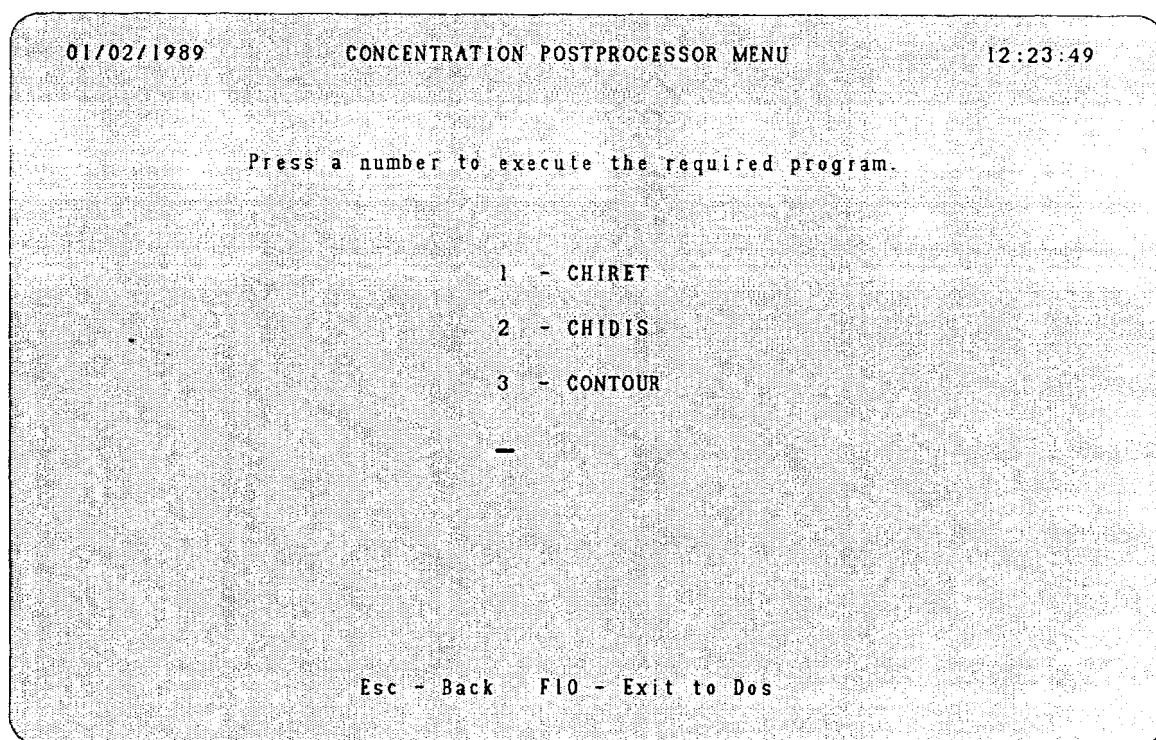 01/02/1989 CONCENTRATION POSTPROCESSOR MENU 12:23:49
Press a number to execute the required program.
1 - CHIRET
2 - CHIDIS
3 - CONTOUR
Esc - Back F10 - Exit to Dos